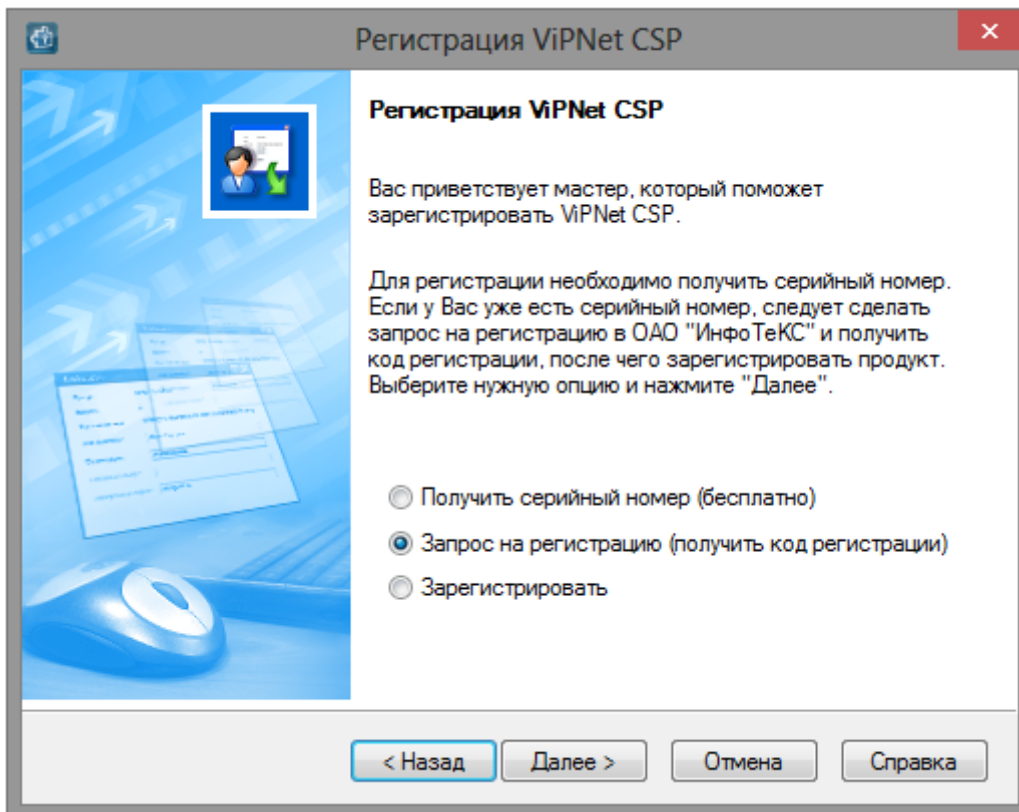 Регистрация ViPNet CSP
Регистрация ViPNet CSP
Вас приветствует мастер, который поможет
зарегистрировать ViPNet CSP.
Для регистрации необходимо получить серийный номер.
Если у Вас уже есть серийный номер, следует сделать
запрос на регистрацию в ОАО "ИнфоТеКС" и получить
код регистрации, после чего зарегистрировать продукт.
Выберите нужную опцию и нажмите "Далее".
Получить серийный номер (бесплатно)
Запрос на регистрацию (получить код регистрации)
Зарегистрировать
< Назад
Далее >
Отмена
Справка